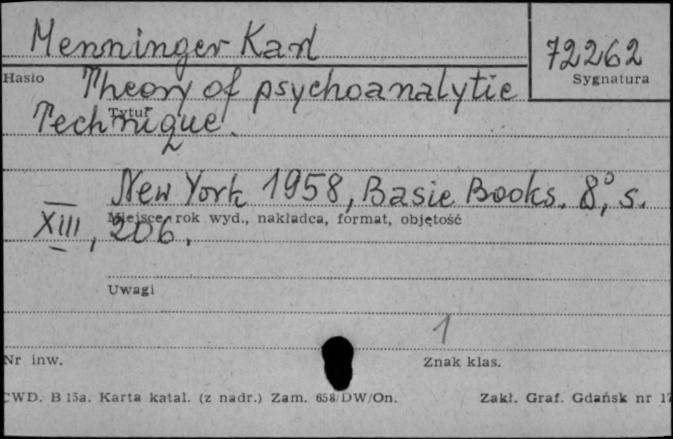 Menninger Karl
72262
Hasło
Sygnatura
Theory of psychoanalytic
Tytuł
Technique.
New York 1958, Basic Books. 8°, s.
Miejsce, rok wyd., nakładca, format, objętość
XIII, 206.
Uwagi
1
Nr inw.
Znak klas.
CWD. B 15a. Karta katal. (z nadr.) Zam. 658/DW/On.
Zakł. Graf. Gdańsk nr 17